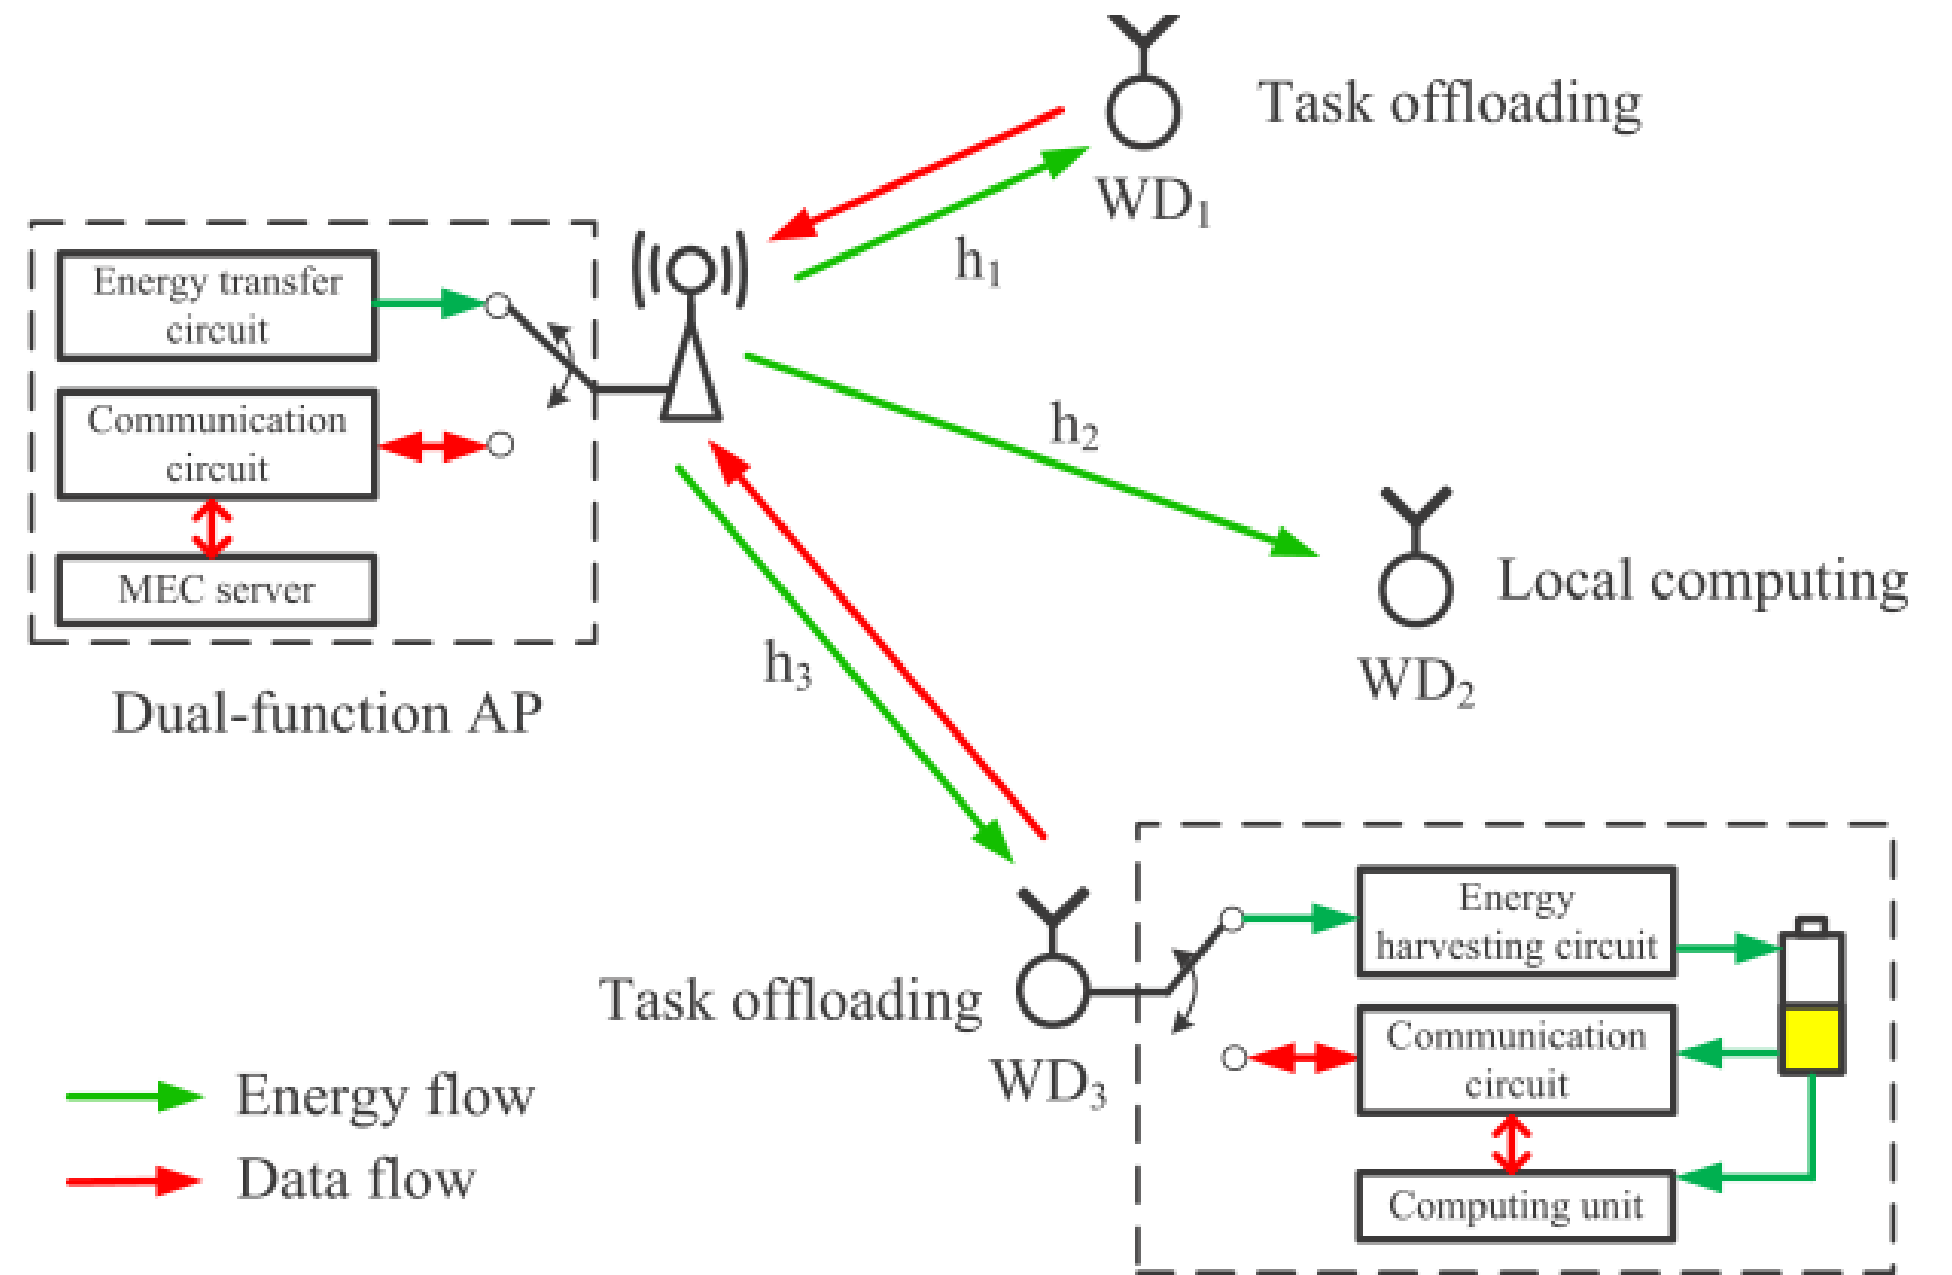 Task offloading
WD1
h1
Energy transfer
circuit
Communication
circuit
MEC server
Dual-function AP
h2
Local computing
WD2
h3
Task offloading
WD3
Energy
harvesting circuit
Communication
circuit
Computing unit
Energy flow
Data flow